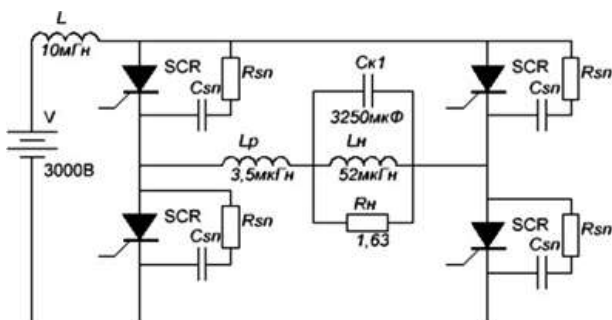 L
10мГн
SCR
Rsn
Csn
V
3000В
Cк1
3250мкФ
SCR
Rsn
Csn
Lр
3,5мкГн
Lн
52мкГн
Rн
1,63
SCR
Rsn
Csn
SCR
Rsn
Csn